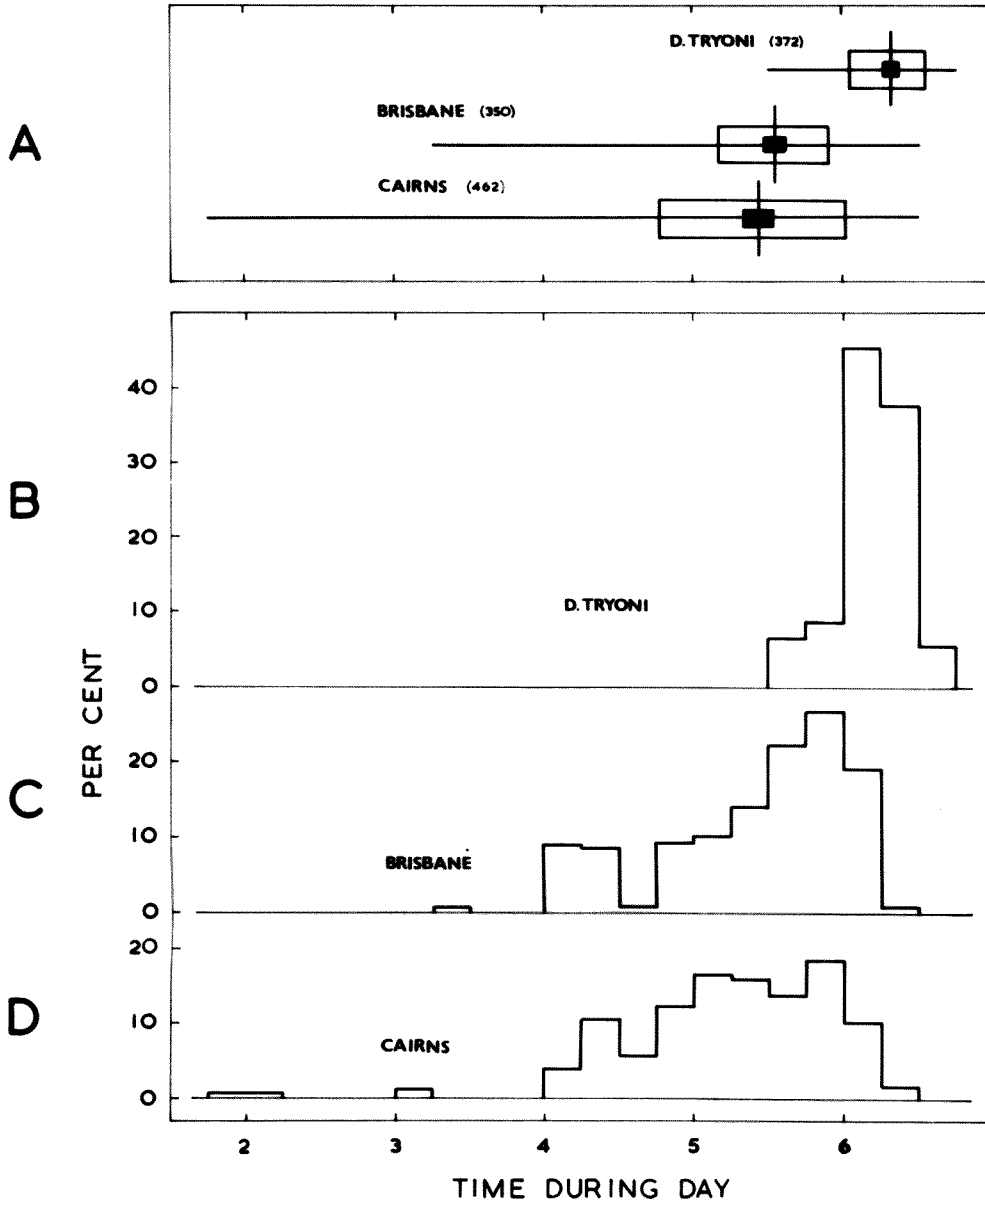 A
D. TRYONI (372)
BRISBANE (350)
CAIRNS (462)
B
40
30
20
10
0
D. TRYONI
PER CENT
C
20
10
0
BRISBANE
D
20
10
0
CAIRNS
2 3 4 5 6
TIME DURING DAY